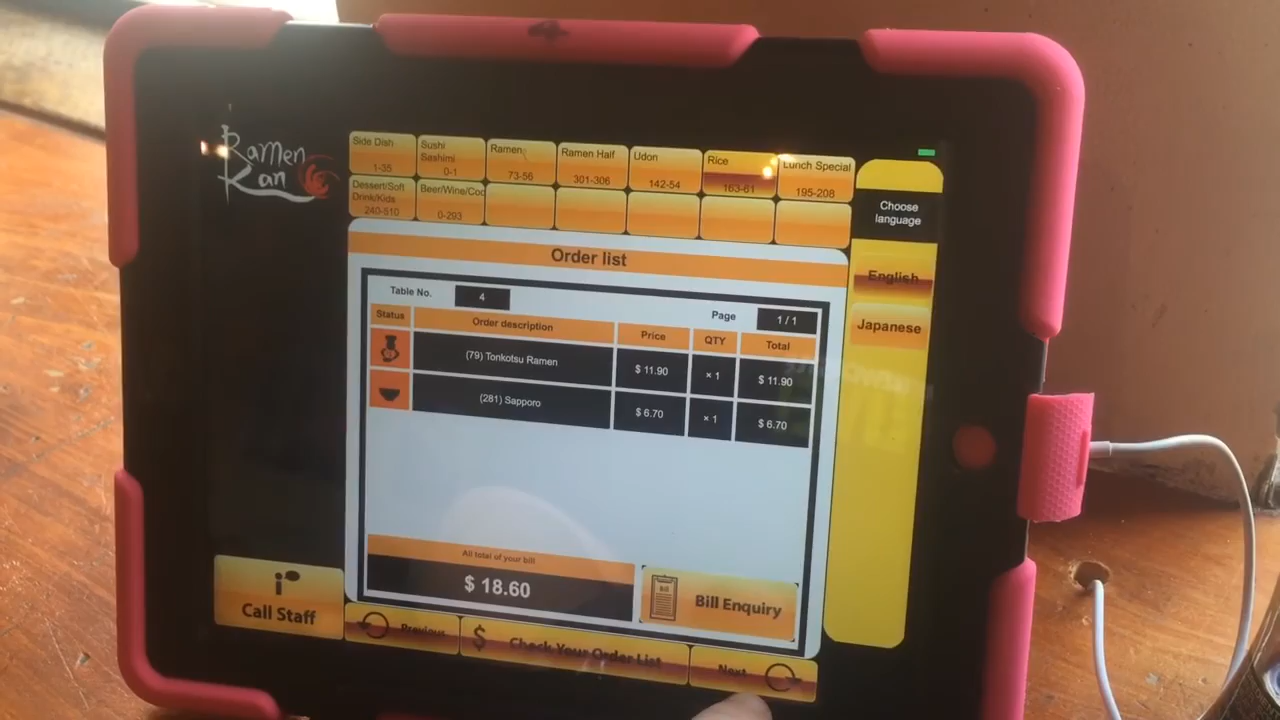 Ramen
Kan
Side Dish
1-35
Sushi
Sashimi
0-1
Ramen
73-56
Ramen Half
301-306
Udon
142-54
Rice
163-61
Lunch Special
195-208
Dessert/Soft
Drink/Kids
240-510
Beer/Wine/Coc
0-293
Choose
language
English
Japanese
Order list
Table No. 4
Page 1 / 1
Status Order description Price QTY Total
(79) Tonkotsu Ramen $ 11.90 × 1 $ 11.90
(281) Sapporo $ 6.70 × 1 $ 6.70
All total of your bill
$ 18.60
Bill
Bill Enquiry
i
Call Staff
Previous
$ Check Your Order List
Next